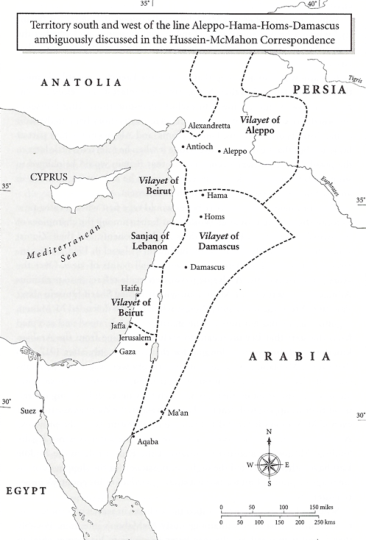 35°
40°
Territory south and west of the line Aleppo-Hama-Homs-Damascus
ambiguously discussed in the Hussein-McMahon Correspondence
ANATOLIA
Tigris
PERSIA
Alexandretta
Vilayet of
Aleppo
Antioch
Aleppo
CYPRUS
Vilayet of
Beirut
Euphrates
35°
35°
Hama
Homs
Mediterranean
Sea
Sanjaq of
Lebanon
Vilayet of
Damascus
Damascus
Haifa
Vilayet of
Beirut
Jaffa
Jerusalem
Gaza
ARABIA
30°
30°
Suez
Ma'an
Aquba
N
W
E
S
EGYPT
0 50 100 150 miles
0 50 100 150 200 250 kms